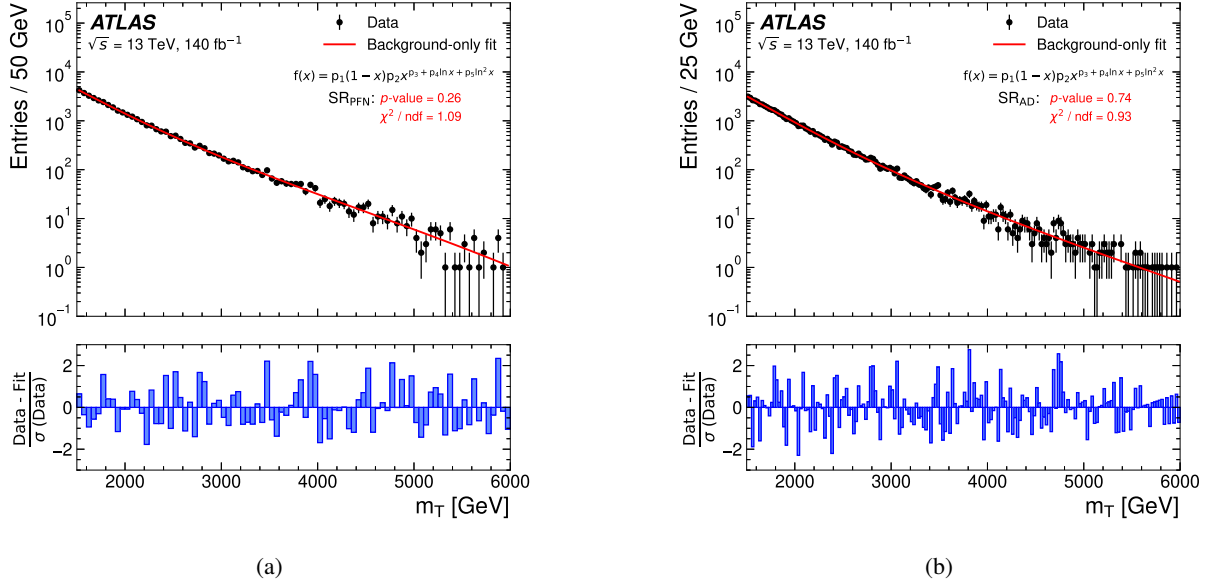 ATLAS
√s = 13 TeV, 140 fb⁻¹
Data
Background-only fit
f(x) = p₁(1 − x)p₂x^(p₃ + p₄ln x + p₅ln² x)
SR_PFN: p-value = 0.26
χ² / ndf = 1.09
Entries / 50 GeV
10⁵
10⁴
10³
10²
10¹
10⁰
10⁻¹
Data - Fit
σ (Data)
2
0
−2
2000 3000 4000 5000 6000
m_T [GeV]
(a)
ATLAS
√s = 13 TeV, 140 fb⁻¹
Data
Background-only fit
f(x) = p₁(1 − x)p₂x^(p₃ + p₄ln x + p₅ln² x)
SR_AD: p-value = 0.74
χ² / ndf = 0.93
Entries / 25 GeV
10⁵
10⁴
10³
10²
10¹
10⁰
10⁻¹
Data - Fit
σ (Data)
2
0
−2
2000 3000 4000 5000 6000
m_T [GeV]
(b)